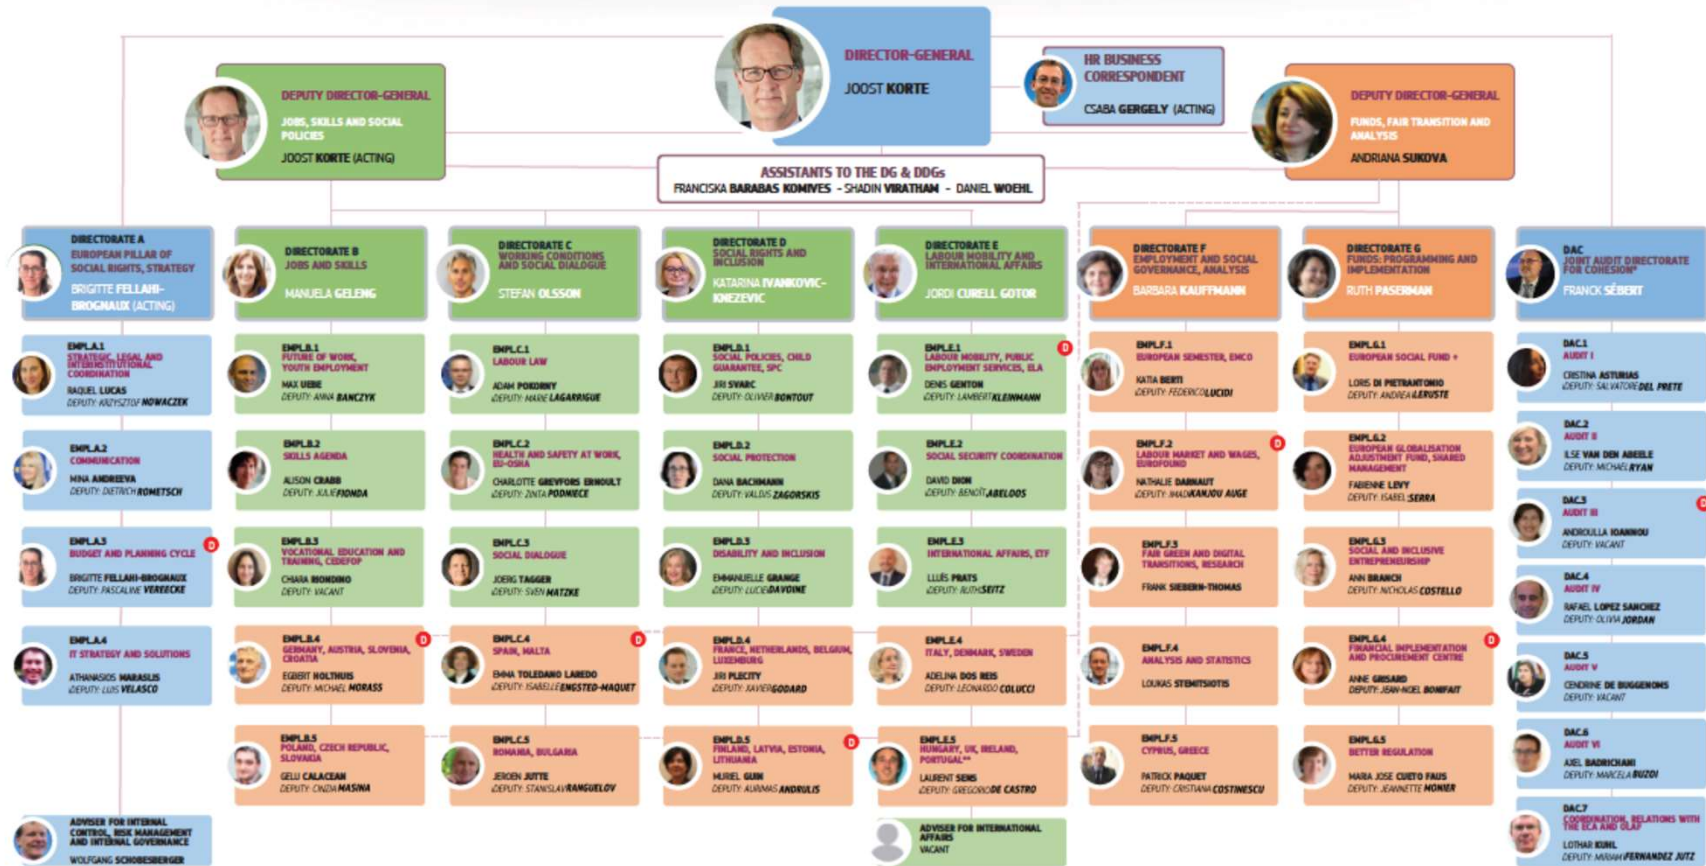 DIRECTOR-GENERAL
JOOST KORTE
HR BUSINESS
CORRESPONDENT
CSABA GERGELY (ACTING)
DEPUTY DIRECTOR-GENERAL
JOBS, SKILLS AND SOCIAL
POLICIES
JOOST KORTE (ACTING)
DEPUTY DIRECTOR-GENERAL
FUNDS, FAIR TRANSITION AND
ANALYSIS
ANDRIANA SUKOVA
ASSISTANTS TO THE DG & DDGs
FRANCISKA BARABAS KOMIVES - SHADIN VIRATHAM - DANIEL WOEHL
DIRECTORATE A
EUROPEAN PILLAR OF
SOCIAL RIGHTS, STRATEGY
BRIGITTE FELLAHI-
BROGNAUX (ACTING)
EMPL.A.1
STRATEGIC, LEGAL AND
INTERINSTITUTIONAL
COORDINATION
RAQUEL LUCAS
DEPUTY: KRZYSZTOF NOWACZEK
EMPL.A.2
COMMUNICATION
MINA ANDREEVA
DEPUTY: DIETRICH ROMETSCH
EMPL.A.3
BUDGET AND PLANNING CYCLE
D
BRIGITTE FELLAHI-BROGNAUX
DEPUTY: PASCALINE VEREECKE
EMPL.A.4
IT STRATEGY AND SOLUTIONS
ATHANASIOS MARASLIS
DEPUTY: LUIS VELASCO
ADVISER FOR INTERNAL
CONTROL, RISK MANAGEMENT
AND INTERNAL GOVERNANCE
WOLFGANG SCHOBESBERGER
DIRECTORATE B
JOBS AND SKILLS
MANUELA GELENG
EMPL.B.1
FUTURE OF WORK,
YOUTH EMPLOYMENT
MAX UEBE
DEPUTY: ANNA BANCZYK
EMPL.B.2
SKILLS AGENDA
ALISON CRABB
DEPUTY: JULIE FIONDA
EMPL.B.3
VOCATIONAL EDUCATION AND
TRAINING, CEDEFOP
CHIARA RIONDINO
DEPUTY: VACANT
EMPL.B.4
D
GERMANY, AUSTRIA, SLOVENIA,
CROATIA
EGBERT HOLTHUIS
DEPUTY: MICHAEL MORASS
EMPL.B.5
POLAND, CZECH REPUBLIC,
SLOVAKIA
GELU CALACEAN
DEPUTY: CINZIA MASINA
DIRECTORATE C
WORKING CONDITIONS
AND SOCIAL DIALOGUE
STEFAN OLSSON
EMPL.C.1
LABOUR LAW
ADAM POKORNY
DEPUTY: MARIE LAGARRIGUE
EMPL.C.2
HEALTH AND SAFETY AT WORK,
EU-OSHA
CHARLOTTE GREVFORS ERNOULT
DEPUTY: ZINTA PODNIECE
EMPL.C.3
SOCIAL DIALOGUE
JOERG TAGGER
DEPUTY: SVEN MATZKE
EMPL.C.4
D
SPAIN, MALTA
EMMA TOLEDANO LAREDO
DEPUTY: ISABELLE ENGSTED-MAQUET
EMPL.C.5
ROMANIA, BULGARIA
JEROEN JUTTE
DEPUTY: STANISLAV RANGUELOV
DIRECTORATE D
SOCIAL RIGHTS AND
INCLUSION
KATARINA IVANKOVIC-
KNEZEVIC
EMPL.D.1
SOCIAL POLICIES, CHILD
GUARANTEE, SPC
JIRI SVARC
DEPUTY: OLIVIER BONTOUT
EMPL.D.2
SOCIAL PROTECTION
DANA BACHMANN
DEPUTY: VALDIS ZAGORSKIS
EMPL.D.3
DISABILITY AND INCLUSION
EMMANUELLE GRANGE
DEPUTY: LUCIE DAVOINE
EMPL.D.4
FRANCE, NETHERLANDS, BELGIUM,
LUXEMBURG
JIRI PLECITY
DEPUTY: XAVIER GODARD
EMPL.D.5
D
FINLAND, LATVIA, ESTONIA,
LITHUANIA
MURIEL GUIN
DEPUTY: AURIMAS ANDRULIS
DIRECTORATE E
LABOUR MOBILITY AND
INTERNATIONAL AFFAIRS
JORDI CURELL GOTOR
EMPL.E.1
D
LABOUR MOBILITY, PUBLIC
EMPLOYMENT SERVICES, ELA
DENIS GENTON
DEPUTY: LAMBERT KLEINMANN
EMPL.E.2
SOCIAL SECURITY COORDINATION
DAVID DION
DEPUTY: BENOÎT ABELOOS
EMPL.E.3
INTERNATIONAL AFFAIRS, ETF
LLUÍS PRATS
DEPUTY: RUTH SEITZ
EMPL.E.4
ITALY, DENMARK, SWEDEN
ADELINA DOS REIS
DEPUTY: LEONARDO COLUCCI
EMPL.E.5
HUNGARY, UK, IRELAND,
PORTUGAL**
LAURENT SENS
DEPUTY: GREGORIO DE CASTRO
ADVISER FOR INTERNATIONAL
AFFAIRS
VACANT
DIRECTORATE F
EMPLOYMENT AND SOCIAL
GOVERNANCE, ANALYSIS
BARBARA KAUFFMANN
EMPL.F.1
EUROPEAN SEMESTER, EMCO
KATIA BERTI
DEPUTY: FEDERICO LUCIDI
EMPL.F.2
D
LABOUR MARKET AND WAGES,
EUROFOUND
NATHALIE DARNAUT
DEPUTY: IMAD KANJOU AUGE
EMPL.F.3
FAIR GREEN AND DIGITAL
TRANSITIONS, RESEARCH
FRANK SIEBERN-THOMAS
EMPL.F.4
ANALYSIS AND STATISTICS
LOUKAS STEMITSIOTIS
EMPL.F.5
CYPRUS, GREECE
PATRICK PAQUET
DEPUTY: CRISTIANA COSTINESCU
DIRECTORATE G
FUNDS: PROGRAMMING AND
IMPLEMENTATION
RUTH PASERMAN
EMPL.G.1
EUROPEAN SOCIAL FUND +
LORIS DI PIETRANTONIO
DEPUTY: ANDREA LERUSTE
EMPL.G.2
EUROPEAN GLOBALISATION
ADJUSTMENT FUND, SHARED
MANAGEMENT
FABIENNE LEVY
DEPUTY: ISABEL SERRA
EMPL.G.3
SOCIAL AND INCLUSIVE
ENTREPRENEURSHIP
ANN BRANCH
DEPUTY: NICHOLAS COSTELLO
EMPL.G.4
D
FINANCIAL IMPLEMENTATION
AND PROCUREMENT CENTRE
ANNE GRISARD
DEPUTY: JEAN-NOEL BONIFAIT
EMPL.G.5
BETTER REGULATION
MARIA JOSE CUETO FAUS
DEPUTY: JEANNETTE MONIER
DAC
JOINT AUDIT DIRECTORATE
FOR COHESION*
FRANCK SÉBERT
DAC.1
AUDIT I
CRISTINA ASTURIAS
DEPUTY: SALVATORE DEL PRETE
DAC.2
AUDIT II
ILSE VAN DEN ABEELE
DEPUTY: MICHAEL RYAN
DAC.3
D
AUDIT III
ANDROULLA IOANNOU
DEPUTY: VACANT
DAC.4
AUDIT IV
RAFAEL LOPEZ SANCHEZ
DEPUTY: OLIVIA JORDAN
DAC.5
AUDIT V
CENDRINE DE BUGGENOMS
DEPUTY: VACANT
DAC.6
AUDIT VI
AXEL BADRICHANI
DEPUTY: MARCELA BUZOI
DAC.7
COORDINATION, RELATIONS WITH
THE ECA AND OLAF
LOTHAR KUHL
DEPUTY: MIRIAM FERNANDEZ JUTZ